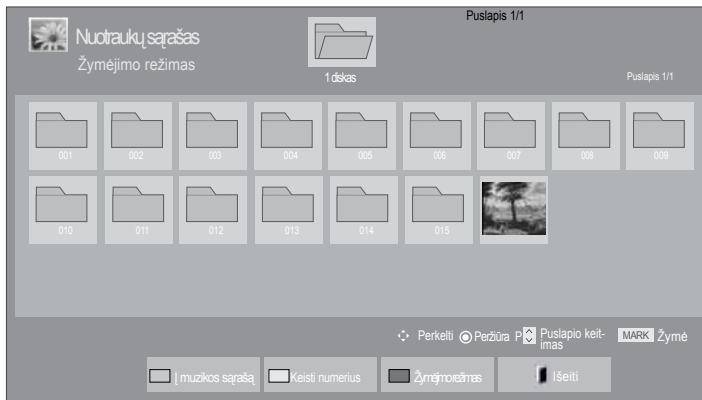 Puslapis 1/1
Nuotraukų sąrašas
Žymėjimo režimas
1 diskas
Puslapis 1/1
001 002 003 004 005 006 007 008 009
010 011 012 013 014 015
Perkelti Peržiūra P Puslapio keit-
imas MARK Žymė
Į muzikos sąrašą Keisti numerius Žymėjimo režimas Išeiti